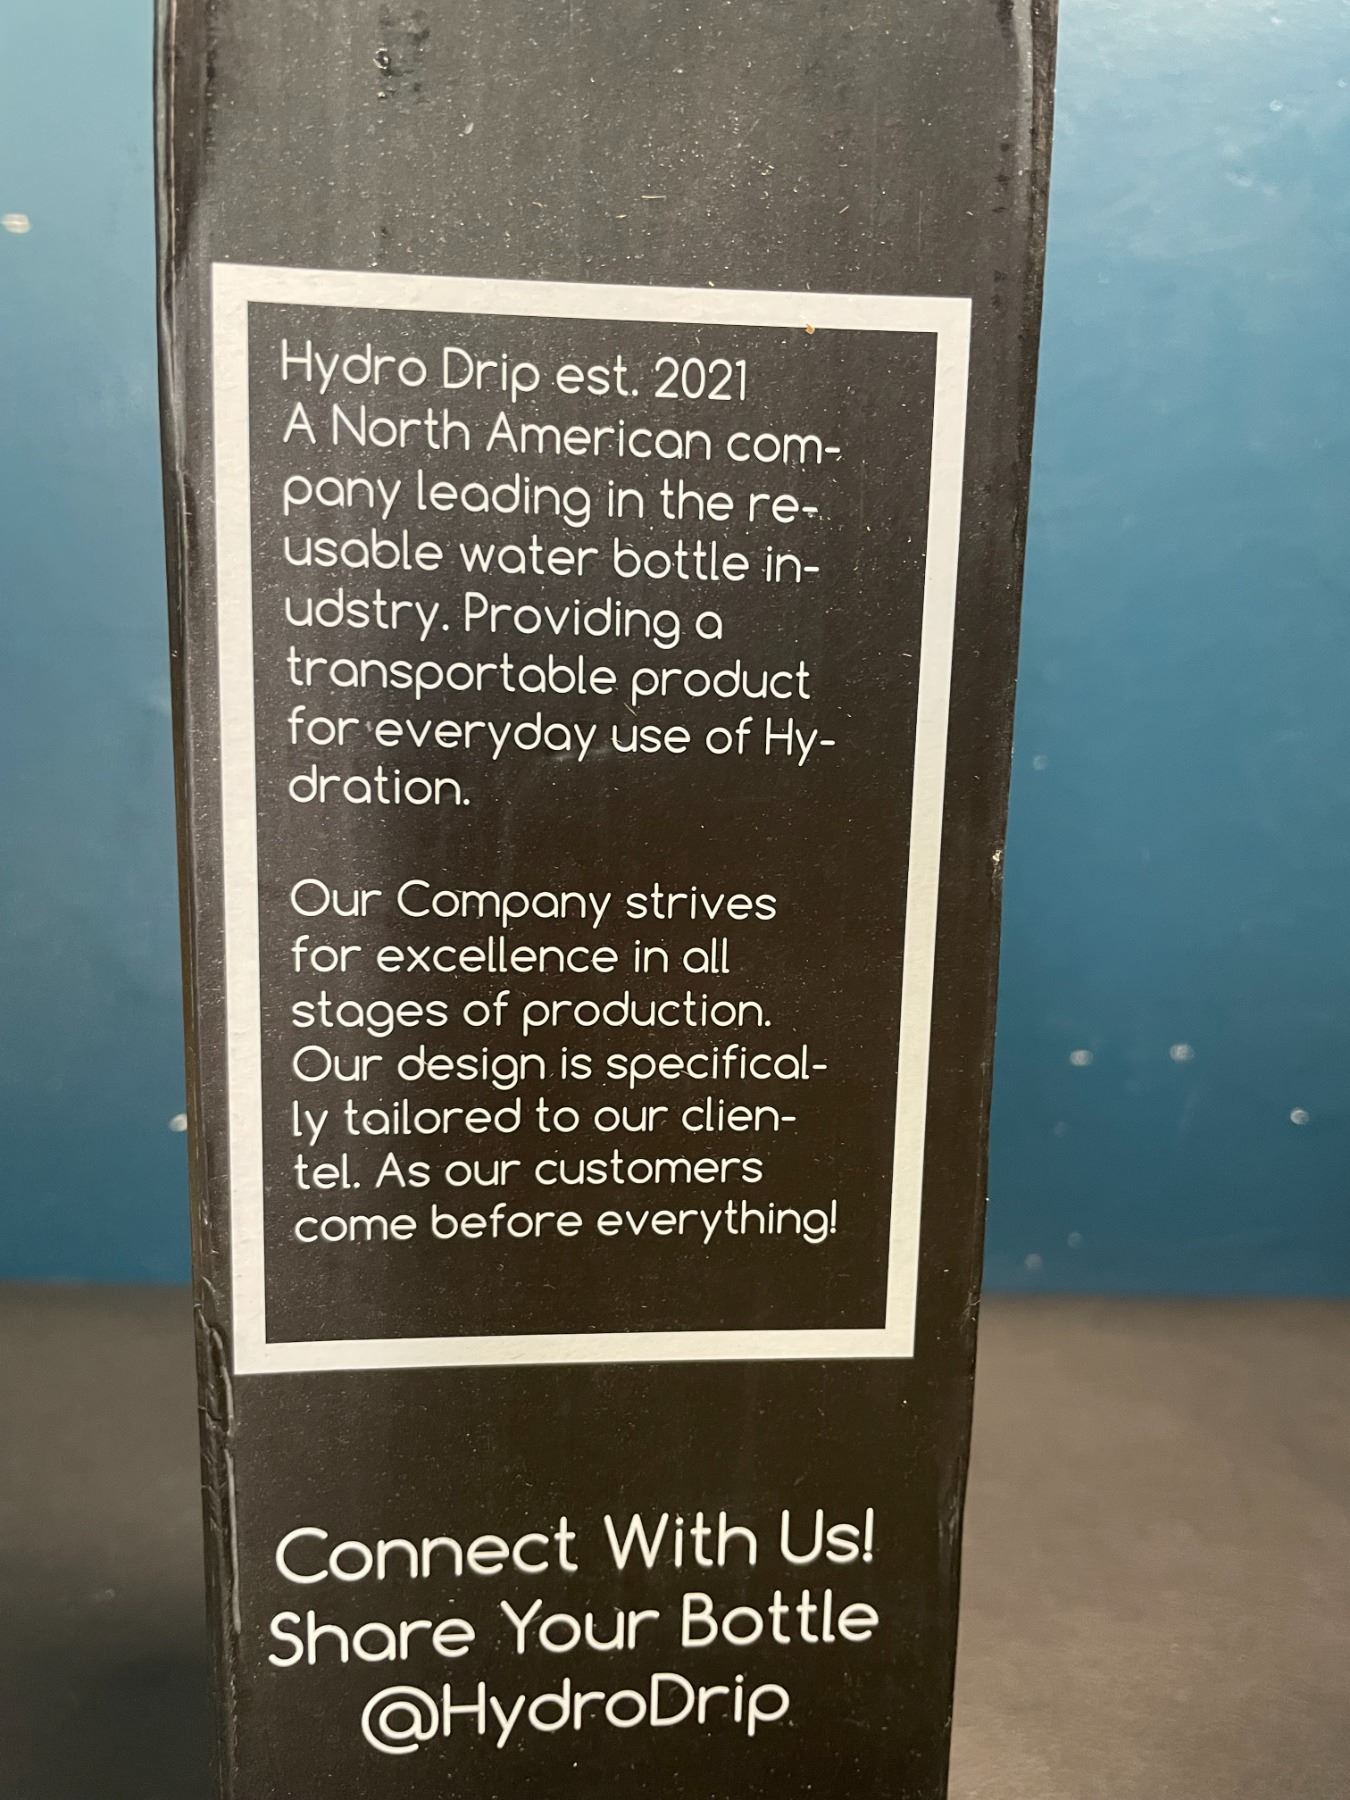 Hydro Drip est. 2021
A North American com-
pany leading in the re-
usable water bottle in-
udstry. Providing a
transportable product
for everyday use of Hy-
dration.
Our Company strives
for excellence in all
stages of production.
Our design is specifical-
ly tailored to our clien-
tel. As our customers
come before everything!
Connect With Us!
Share Your Bottle
@HydroDrip